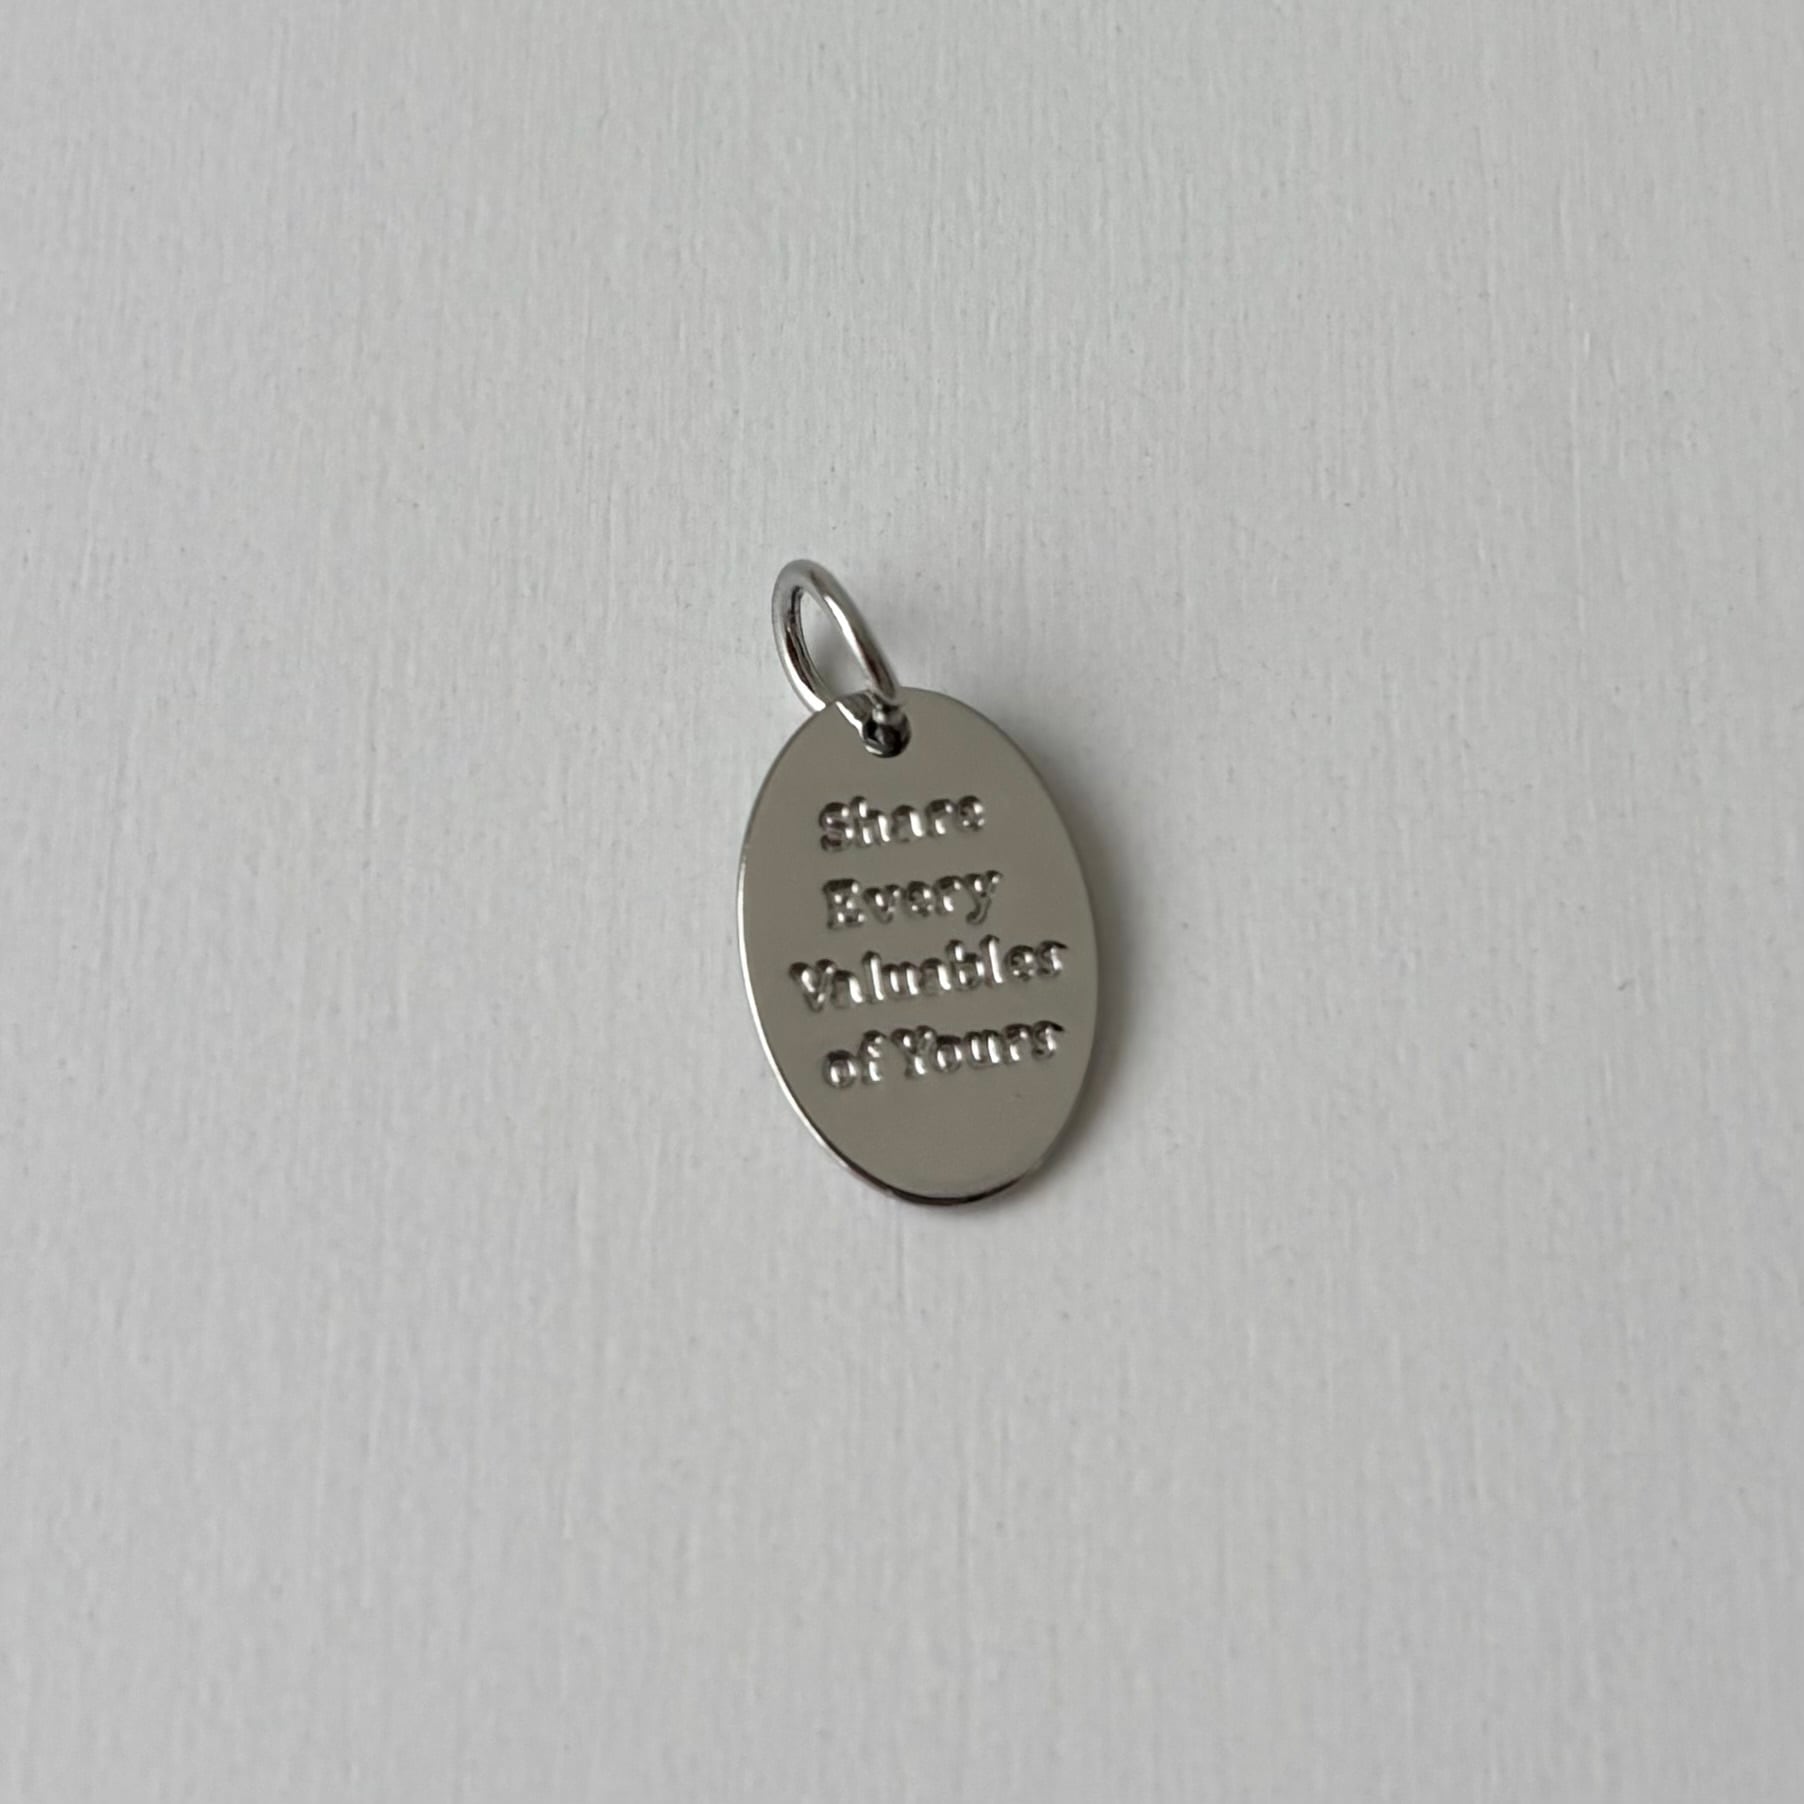 Share
Every
Valuables
of Yours